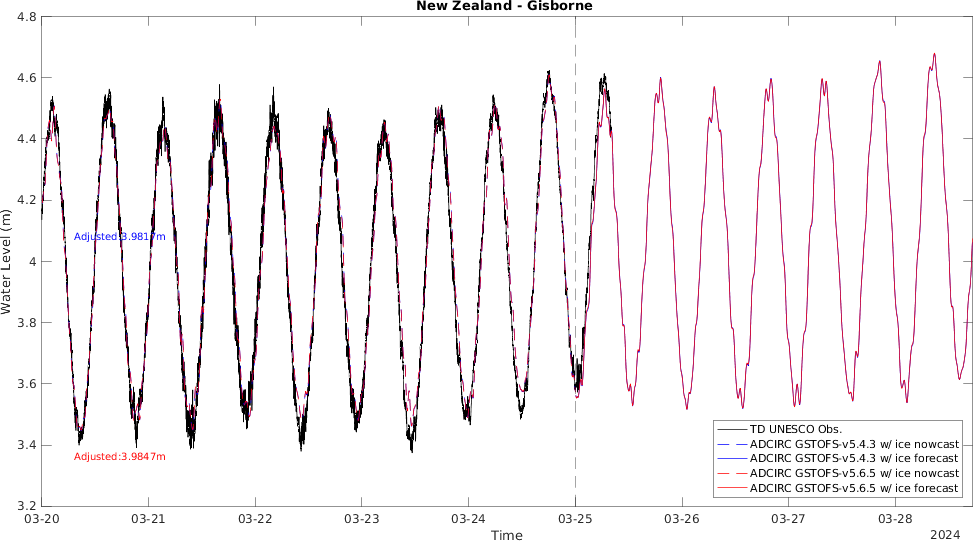 New Zealand - Gisborne
4.8
4.6
4.4
4.2
4
3.8
3.6
3.4
3.2
Water Level (m)
Adjusted:3.9817m
Adjusted:3.9847m
TD UNESCO Obs.
ADCIRC GSTOFS-v5.4.3 w/ ice nowcast
ADCIRC GSTOFS-v5.4.3 w/ ice forecast
ADCIRC GSTOFS-v5.6.5 w/ ice nowcast
ADCIRC GSTOFS-v5.6.5 w/ ice forecast
03-20 03-21 03-22 03-23 03-24 03-25 03-26 03-27 03-28
Time
2024